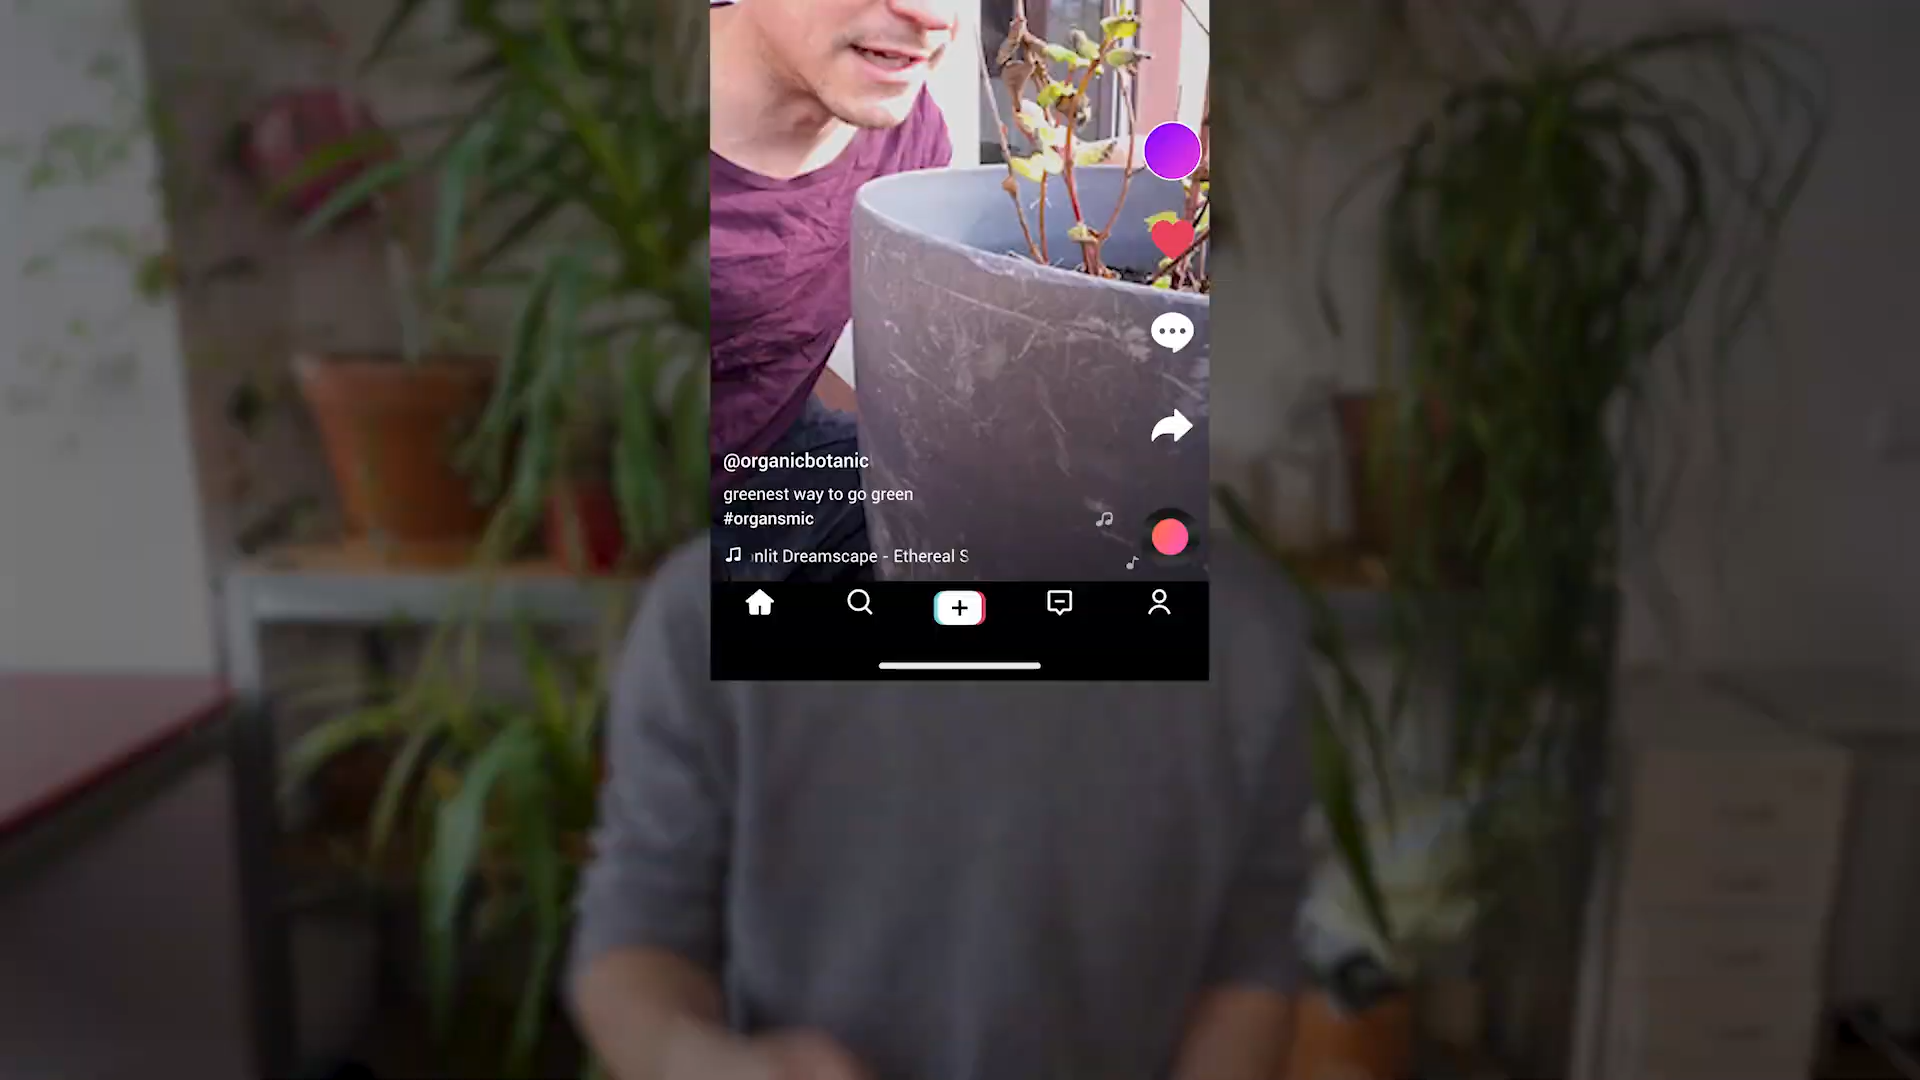 @organicbotanic
greenest way to go green
#organsmic
nlit Dreamscape - Ethereal S